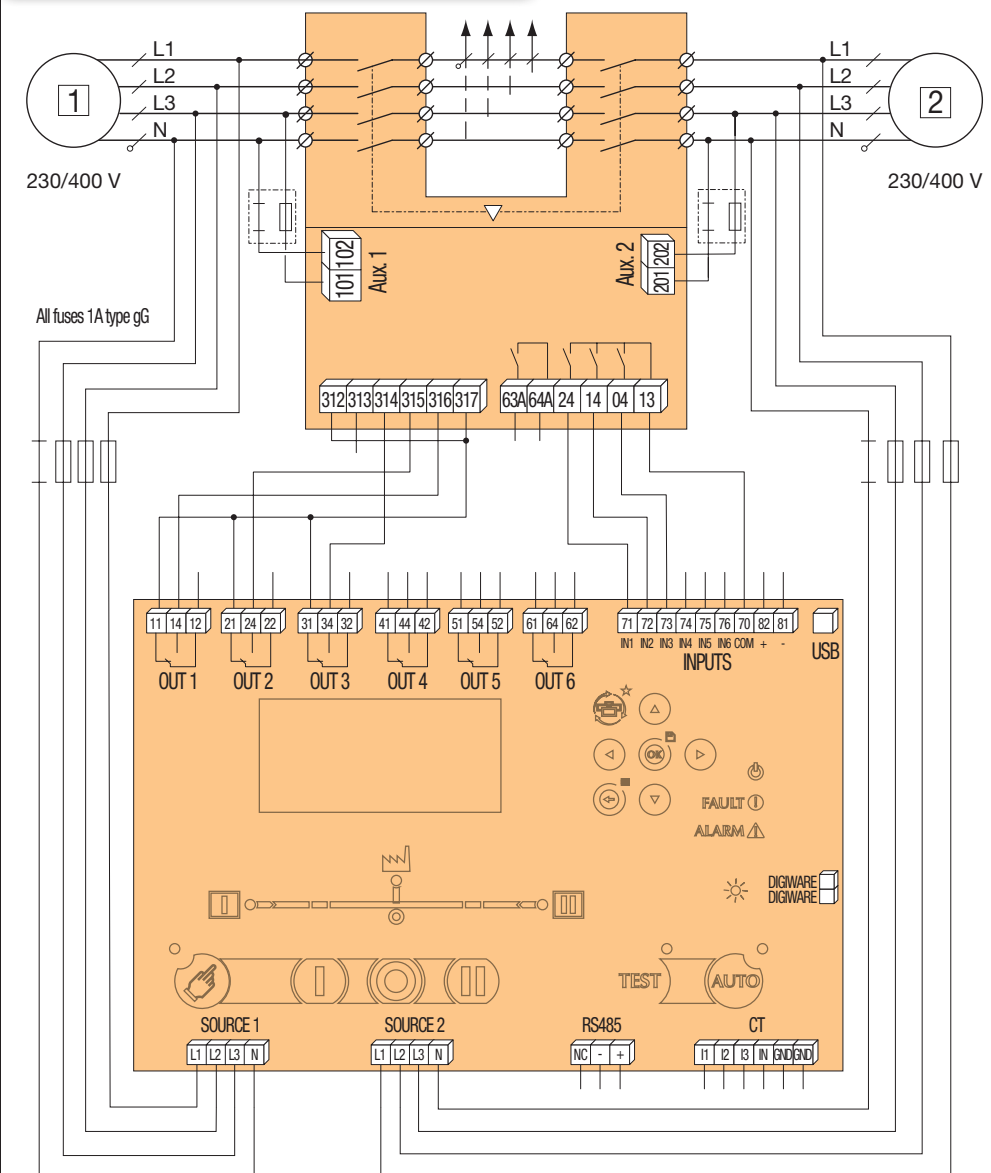 L1 L1
L2 L2
L3 L3
1 2
N N
230/400 V 230/400 V
101 102
Aux. 1
Aux. 2
201 202
All fuses 1A type gG
312 313 314 315 316 317 63A 64A 24 14 04 13
11 14 12 21 24 22 31 34 32 41 44 42 51 54 52 61 64 62 71 72 73 74 75 76 70 82 81
IN1 IN2 IN3 IN4 IN5 IN6 COM + -
INPUTS
USB
OUT 1 OUT 2 OUT 3 OUT 4 OUT 5 OUT 6
OK
FAULT
ALARM
DIGIWARE
DIGIWARE
I II
I II
TEST AUTO
SOURCE 1 SOURCE 2 RS485 CT
L1 L2 L3 N L1 L2 L3 N NC - + I1 I2 I3 IN GND GND